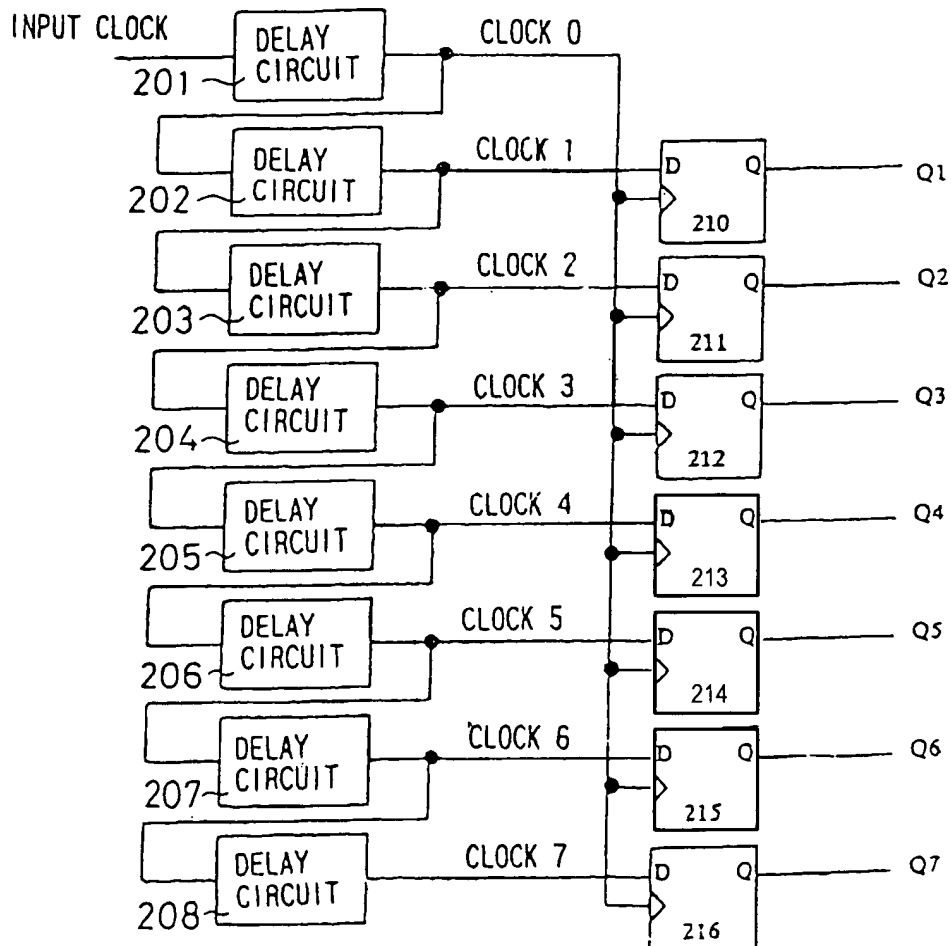 INPUT CLOCK
DELAY CIRCUIT
201
CLOCK 0
DELAY CIRCUIT
202
CLOCK 1
D Q
210
Q1
DELAY CIRCUIT
203
CLOCK 2
D Q
211
Q2
DELAY CIRCUIT
204
CLOCK 3
D Q
212
Q3
DELAY CIRCUIT
205
CLOCK 4
D Q
213
Q4
DELAY CIRCUIT
206
CLOCK 5
D Q
214
Q5
DELAY CIRCUIT
207
CLOCK 6
D Q
215
Q6
DELAY CIRCUIT
208
CLOCK 7
D Q
216
Q7